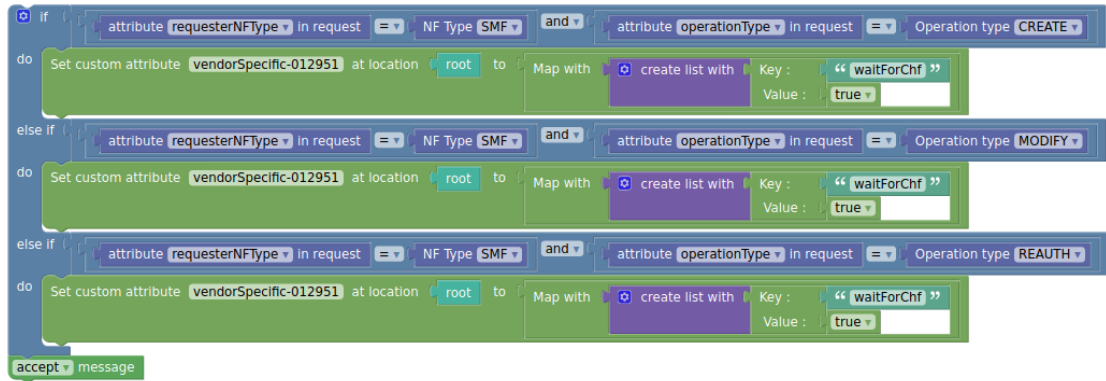 if attribute requesterNFType in request = NF Type SMF and attribute operationType in request = Operation type CREATE
do Set custom attribute vendorSpecific-012951 at location root to Map with create list with Key : “ waitForChf ”
Value : true
else if attribute requesterNFType in request = NF Type SMF and attribute operationType in request = Operation type MODIFY
do Set custom attribute vendorSpecific-012951 at location root to Map with create list with Key : “ waitForChf ”
Value : true
else if attribute requesterNFType in request = NF Type SMF and attribute operationType in request = Operation type REAUTH
do Set custom attribute vendorSpecific-012951 at location root to Map with create list with Key : “ waitForChf ”
Value : true
accept message